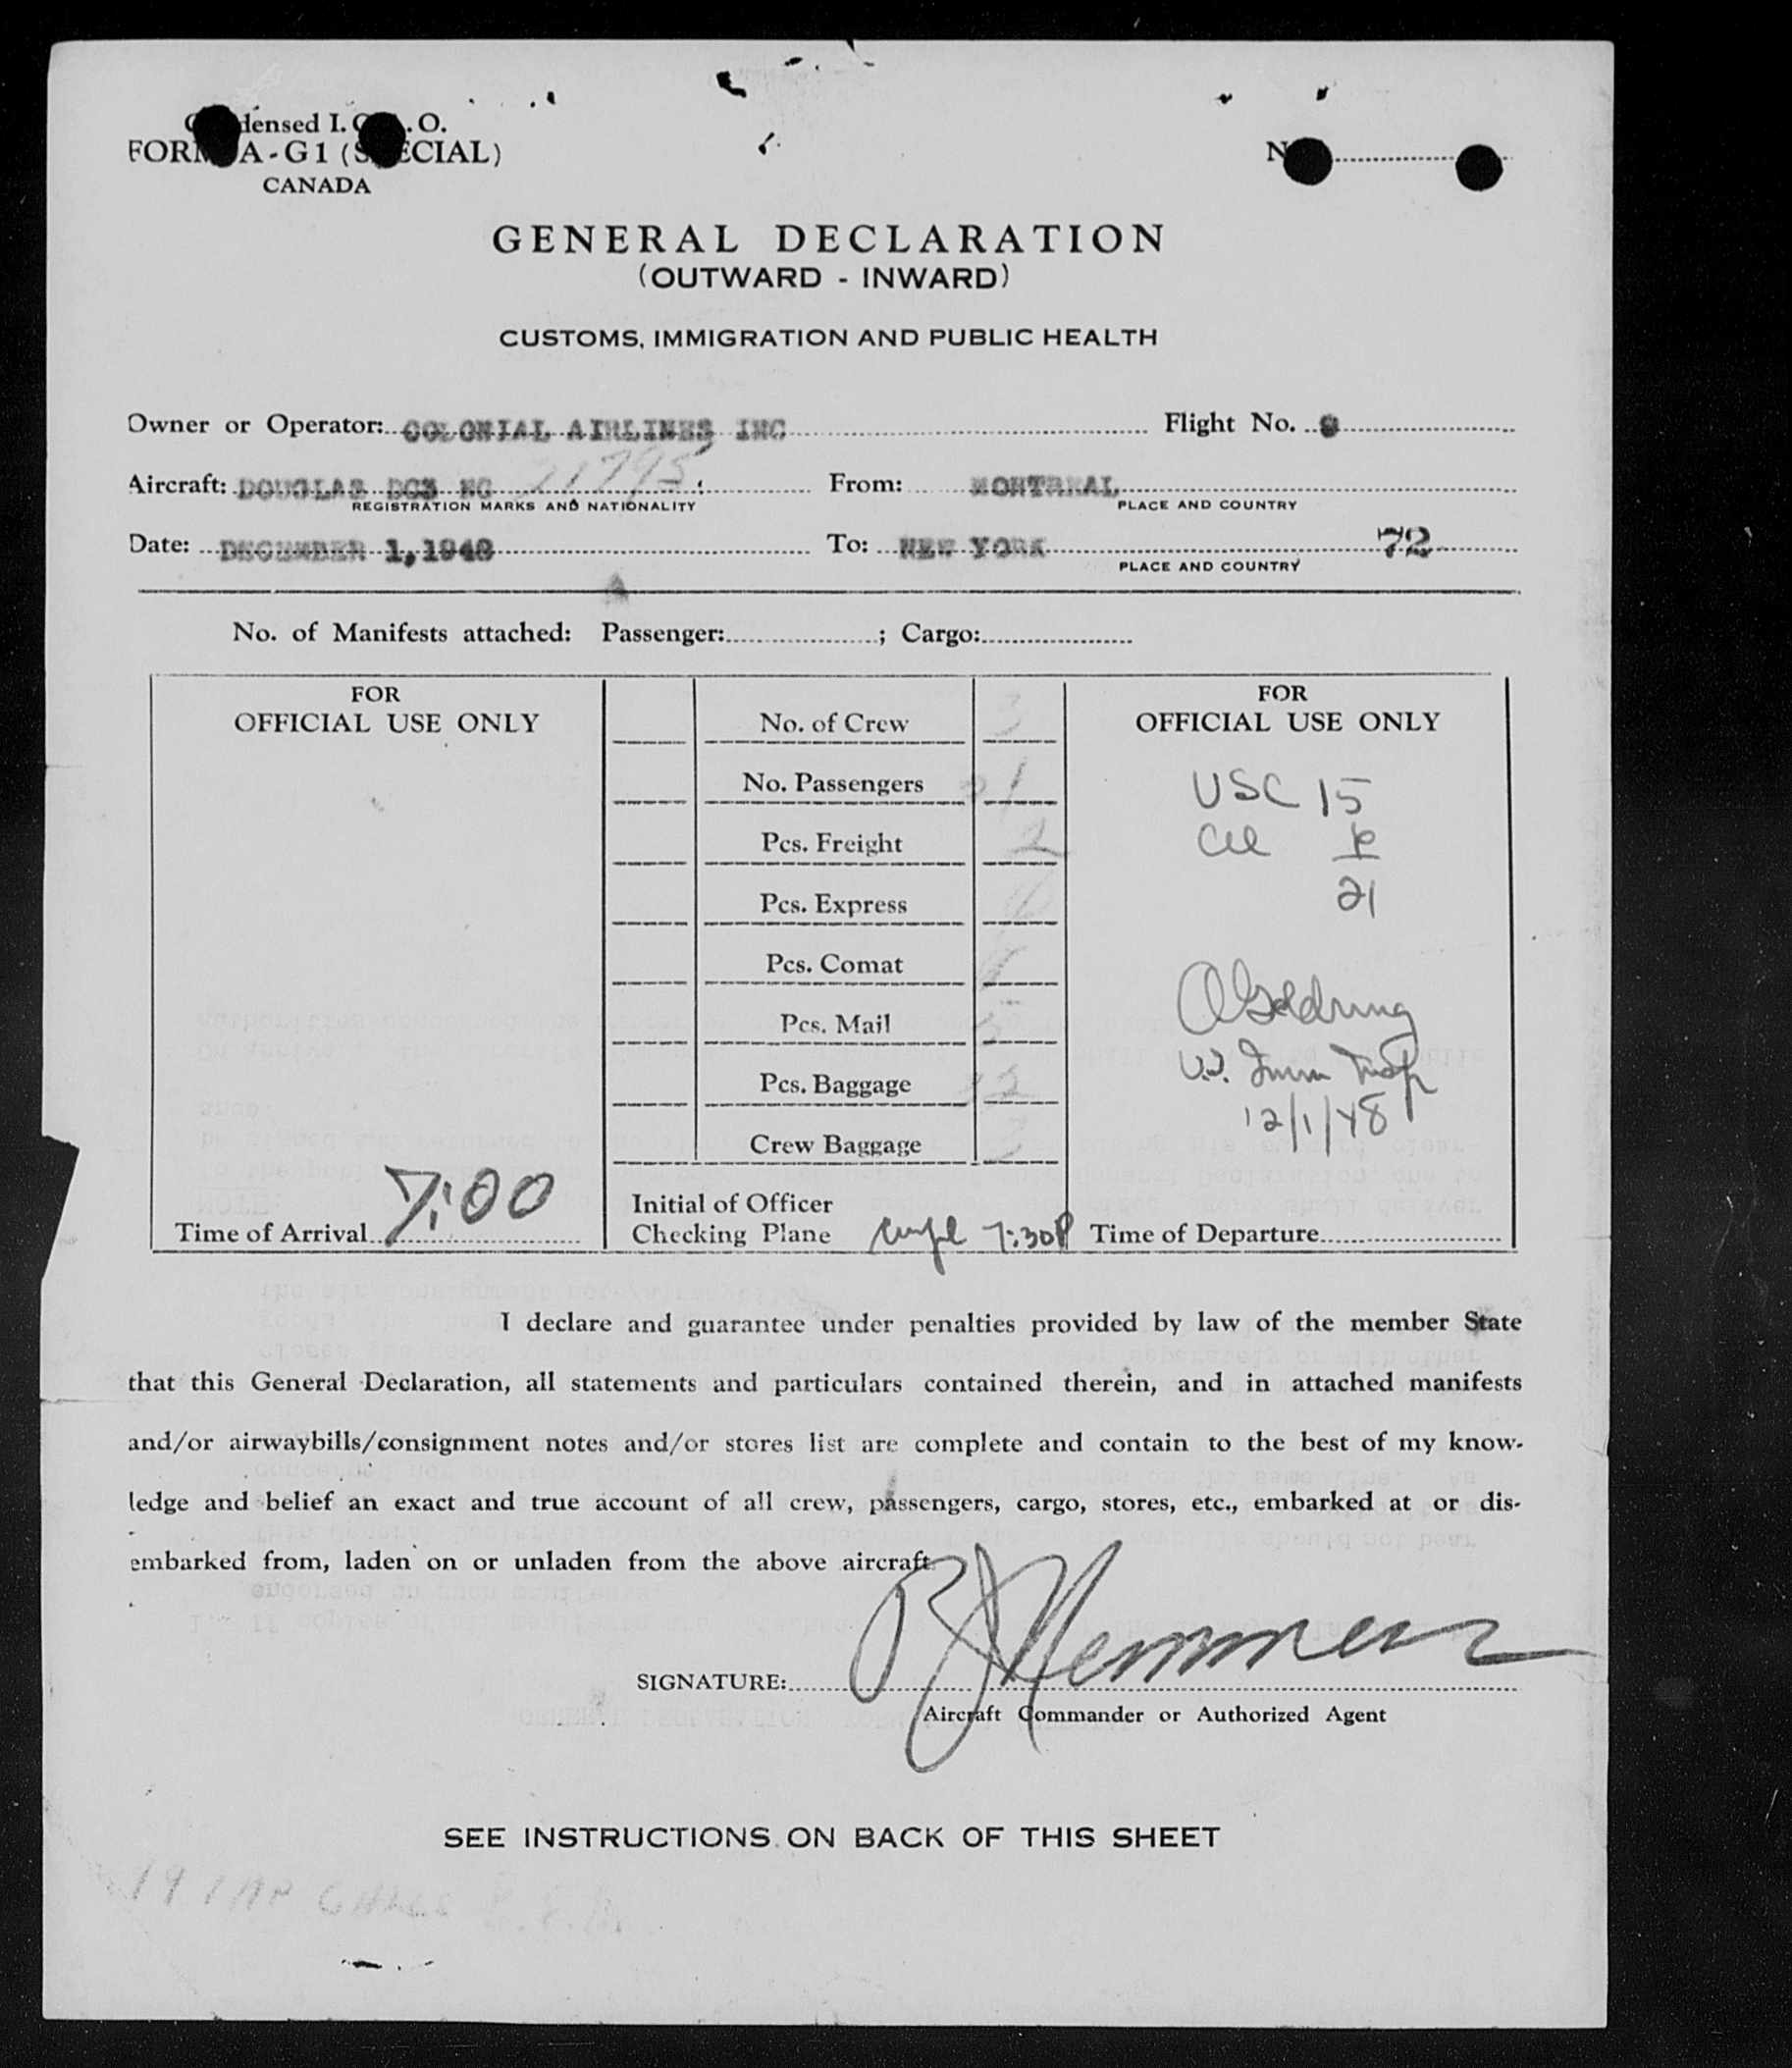 densed I.C. .O.
FORM A-G1 (SPECIAL)
CANADA
GENERAL DECLARATION
(OUTWARD - INWARD)
CUSTOMS, IMMIGRATION AND PUBLIC HEALTH
Owner or Operator: COLONIAL AIRLINES INC Flight No. 9
Aircraft: DOUGLAS DC3 NC 21795 From: MONTREAL
REGISTRATION MARKS AND NATIONALITY PLACE AND COUNTRY
Date: DECEMBER 1,1948 To: NEW YORK 72
PLACE AND COUNTRY
No. of Manifests attached: Passenger: ; Cargo:
FOR
OFFICIAL USE ONLY
Time of Arrival 7:00
No. of Crew 3
No. Passengers 21
Pcs. Freight 2
Pcs. Express
Pcs. Comat
Pcs. Mail
Pcs. Baggage
Crew Baggage
Initial of Officer
Checking Plane 7:30P
FOR
OFFICIAL USE ONLY
USC 15
21
U.S. Imm Insp
12/1/48
Time of Departure
I declare and guarantee under penalties provided by law of the member State
that this General Declaration, all statements and particulars contained therein, and in attached manifests
and/or airwaybills/consignment notes and/or stores list are complete and contain to the best of my know-
ledge and belief an exact and true account of all crew, passengers, cargo, stores, etc., embarked at or dis-
embarked from, laden on or unladen from the above aircraft.
SIGNATURE:
Aircraft Commander or Authorized Agent
SEE INSTRUCTIONS ON BACK OF THIS SHEET